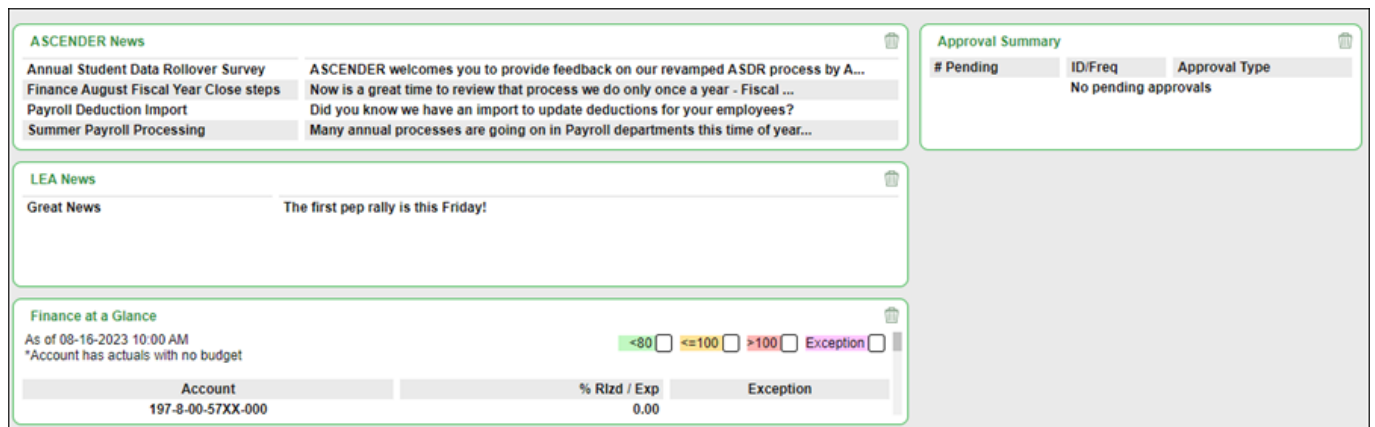 ASCENDER News
Annual Student Data Rollover Survey ASCENDER welcomes you to provide feedback on our revamped ASDR process by A...
Finance August Fiscal Year Close steps Now is a great time to review that process we do only once a year - Fiscal ...
Payroll Deduction Import Did you know we have an import to update deductions for your employees?
Summer Payroll Processing Many annual processes are going on in Payroll departments this time of year...
Approval Summary
# Pending ID/Freq Approval Type
No pending approvals
LEA News
Great News The first pep rally is this Friday!
Finance at a Glance
As of 08-16-2023 10:00 AM
*Account has actuals with no budget
<80 <=100 >100 Exception
Account % Rlzd / Exp Exception
197-8-00-57XX-000 0.00